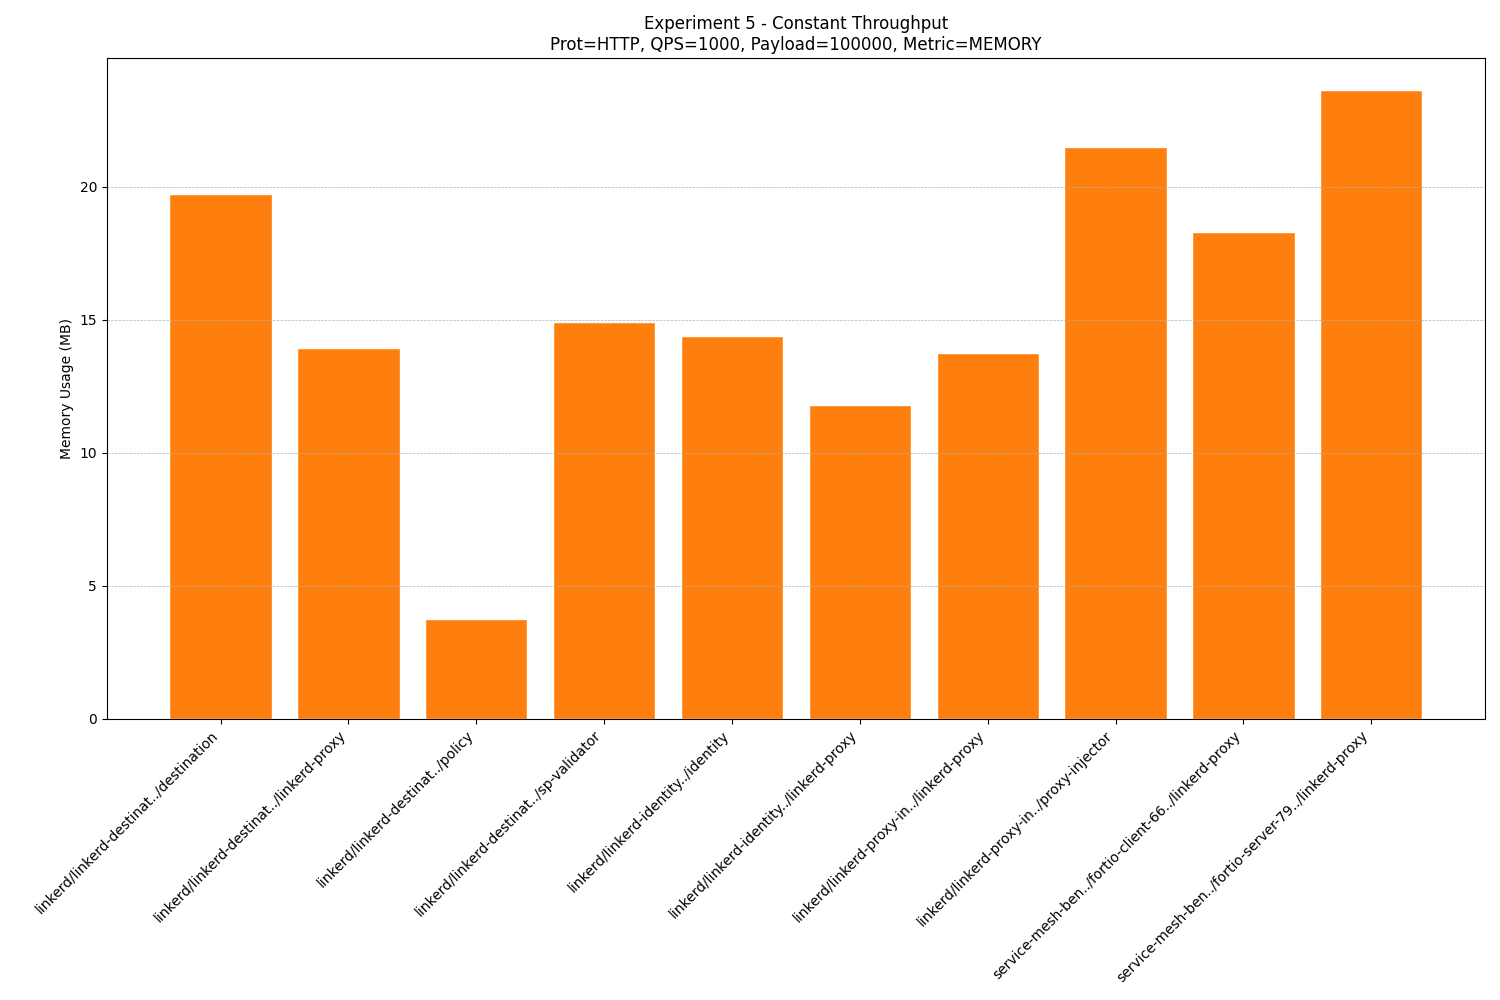 Experiment 5 - Constant Throughput
Prot=HTTP, QPS=1000, Payload=100000, Metric=MEMORY
Memory Usage (MB)
20
15
10
5
0
linkerd/linkerd-destinat../destination
linkerd/linkerd-destinat../linkerd-proxy
linkerd/linkerd-destinat../policy
linkerd/linkerd-destinat../sp-validator
linkerd/linkerd-identity../identity
linkerd/linkerd-identity../linkerd-proxy
linkerd/linkerd-proxy-in../linkerd-proxy
linkerd/linkerd-proxy-in../proxy-injector
service-mesh-ben../fortio-client-66../linkerd-proxy
service-mesh-ben../fortio-server-79../linkerd-proxy